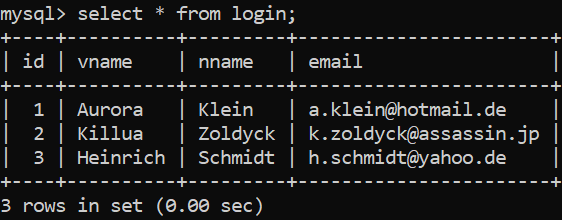 mysql> select * from login;
+----+----------+---------+-----------------------+
| id | vname    | nname   | email                 |
+----+----------+---------+-----------------------+
|  1 | Aurora   | Klein   | a.klein@hotmail.de    |
|  2 | Killua   | Zoldyck | k.zoldyck@assassin.jp |
|  3 | Heinrich | Schmidt | h.schmidt@yahoo.de    |
+----+----------+---------+-----------------------+
3 rows in set (0.00 sec)